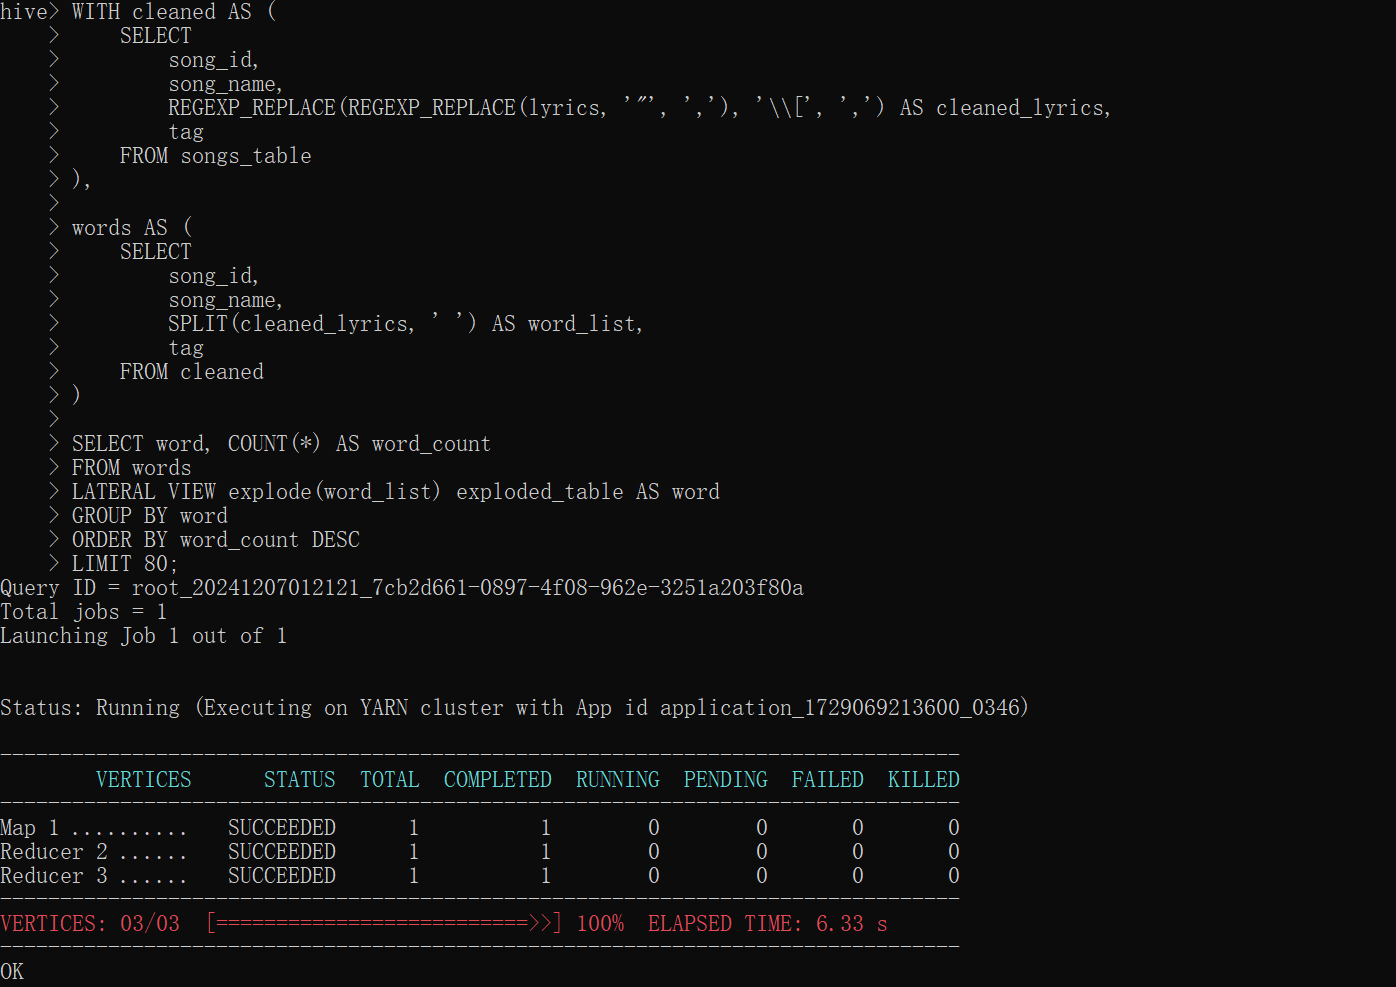 hive> WITH cleaned AS (
    >     SELECT
    >         song_id,
    >         song_name,
    >         REGEXP_REPLACE(REGEXP_REPLACE(lyrics, '"', ','), '\\[', ',') AS cleaned_lyrics,
    >         tag
    >     FROM songs_table
    > ),
    >
    > words AS (
    >     SELECT
    >         song_id,
    >         song_name,
    >         SPLIT(cleaned_lyrics, ' ') AS word_list,
    >         tag
    >     FROM cleaned
    > )
    >
    > SELECT word, COUNT(*) AS word_count
    > FROM words
    > LATERAL VIEW explode(word_list) exploded_table AS word
    > GROUP BY word
    > ORDER BY word_count DESC
    > LIMIT 80;
Query ID = root_20241207012121_7cb2d661-0897-4f08-962e-3251a203f80a
Total jobs = 1
Launching Job 1 out of 1
Status: Running (Executing on YARN cluster with App id application_1729069213600_0346)
--------------------------------------------------------------------------------
        VERTICES      STATUS  TOTAL  COMPLETED  RUNNING  PENDING  FAILED  KILLED
--------------------------------------------------------------------------------
Map 1 ..........   SUCCEEDED      1          1        0        0       0       0
Reducer 2 ......   SUCCEEDED      1          1        0        0       0       0
Reducer 3 ......   SUCCEEDED      1          1        0        0       0       0
--------------------------------------------------------------------------------
VERTICES: 03/03  [==========================>>] 100%  ELAPSED TIME: 6.33 s
--------------------------------------------------------------------------------
OK